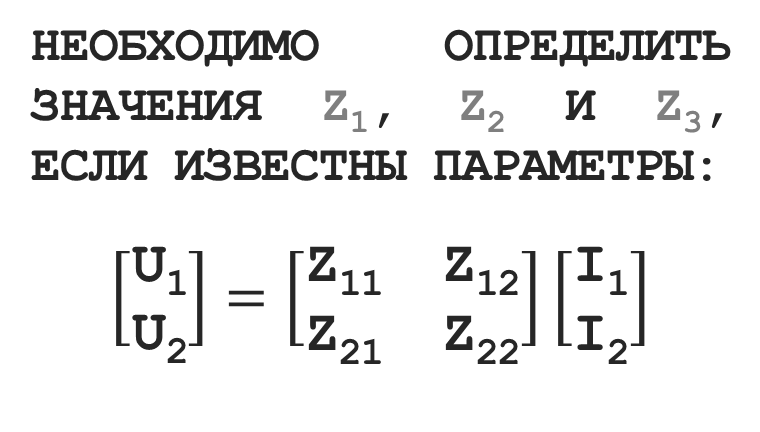 НЕОБХОДИМО ОПРЕДЕЛИТЬ
ЗНАЧЕНИЯ Z₁, Z₂ И Z₃,
ЕСЛИ ИЗВЕСТНЫ ПАРАМЕТРЫ:
[U₁] = [Z₁₁ Z₁₂] [I₁]
[U₂] [Z₂₁ Z₂₂] [I₂]